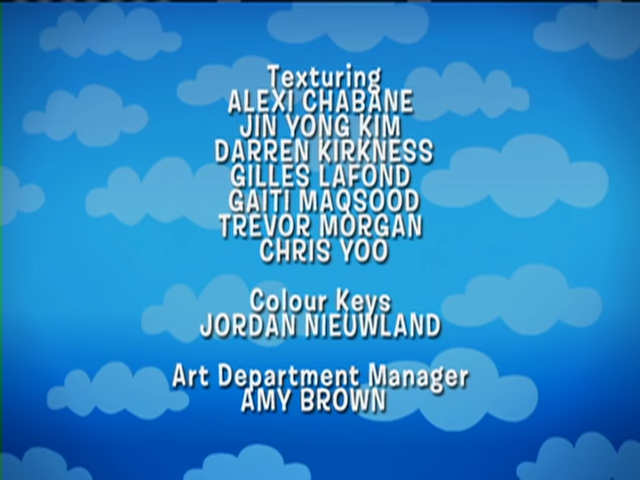 Texturing
ALEXI CHABANE
JIN YONG KIM
DARREN KIRKNESS
GILLES LAFOND
GAITI MAQSOOD
TREVOR MORGAN
CHRIS YOO
Colour Keys
JORDAN NIEUWLAND
Art Department Manager
AMY BROWN